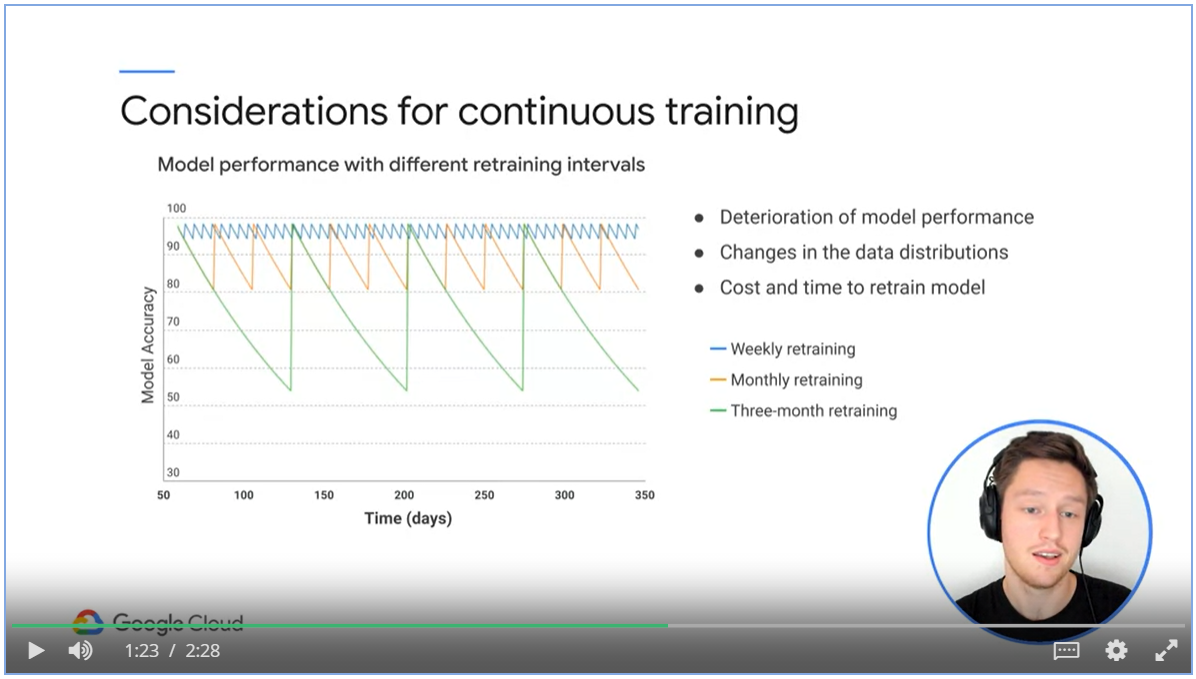 Considerations for continuous training
Model performance with different retraining intervals
100
90
80
70
60
50
40
30
Model Accuracy
50 100 150 200 250 300 350
Time (days)
● Deterioration of model performance
● Changes in the data distributions
● Cost and time to retrain model
Weekly retraining
Monthly retraining
Three-month retraining
Google Cloud
1:23 / 2:28